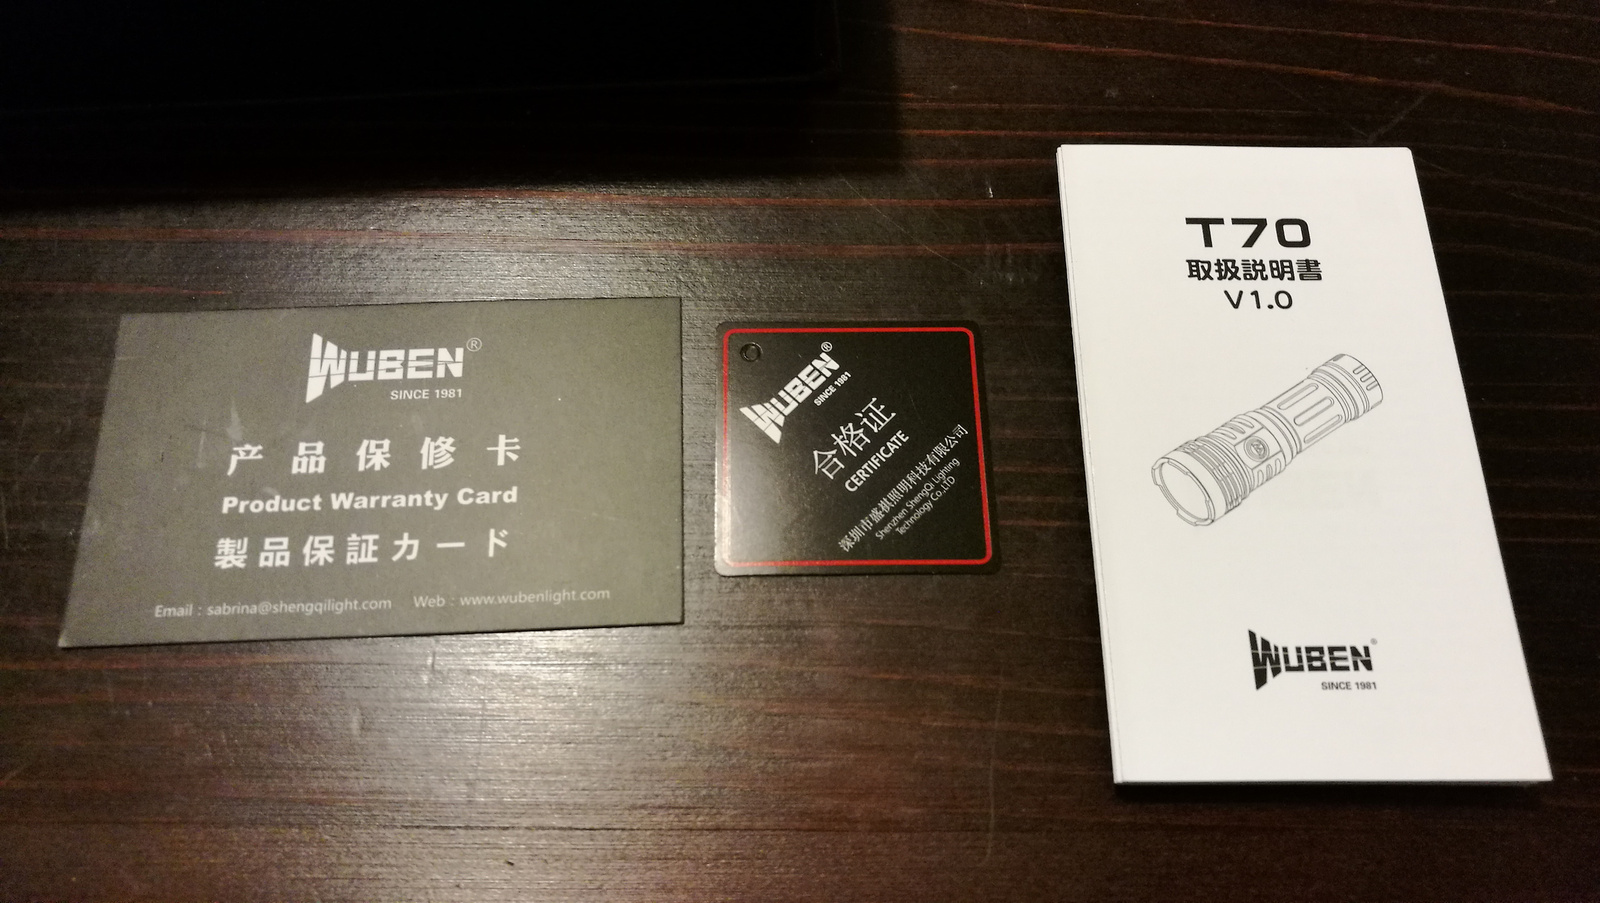 WUBEN®
SINCE 1981
产品保修卡
Product Warranty Card
製品保証カード
Email : sabrina@shengqilight.com Web : www.wubenlight.com
WUBEN®
SINCE 1981
合格证
CERTIFICATE
深圳市盛祺照明科技有限公司
Shenzhen ShengQi Lighting
Technology Co.,LTD
T70
取扱説明書
V1.0
WUBEN®
SINCE 1981